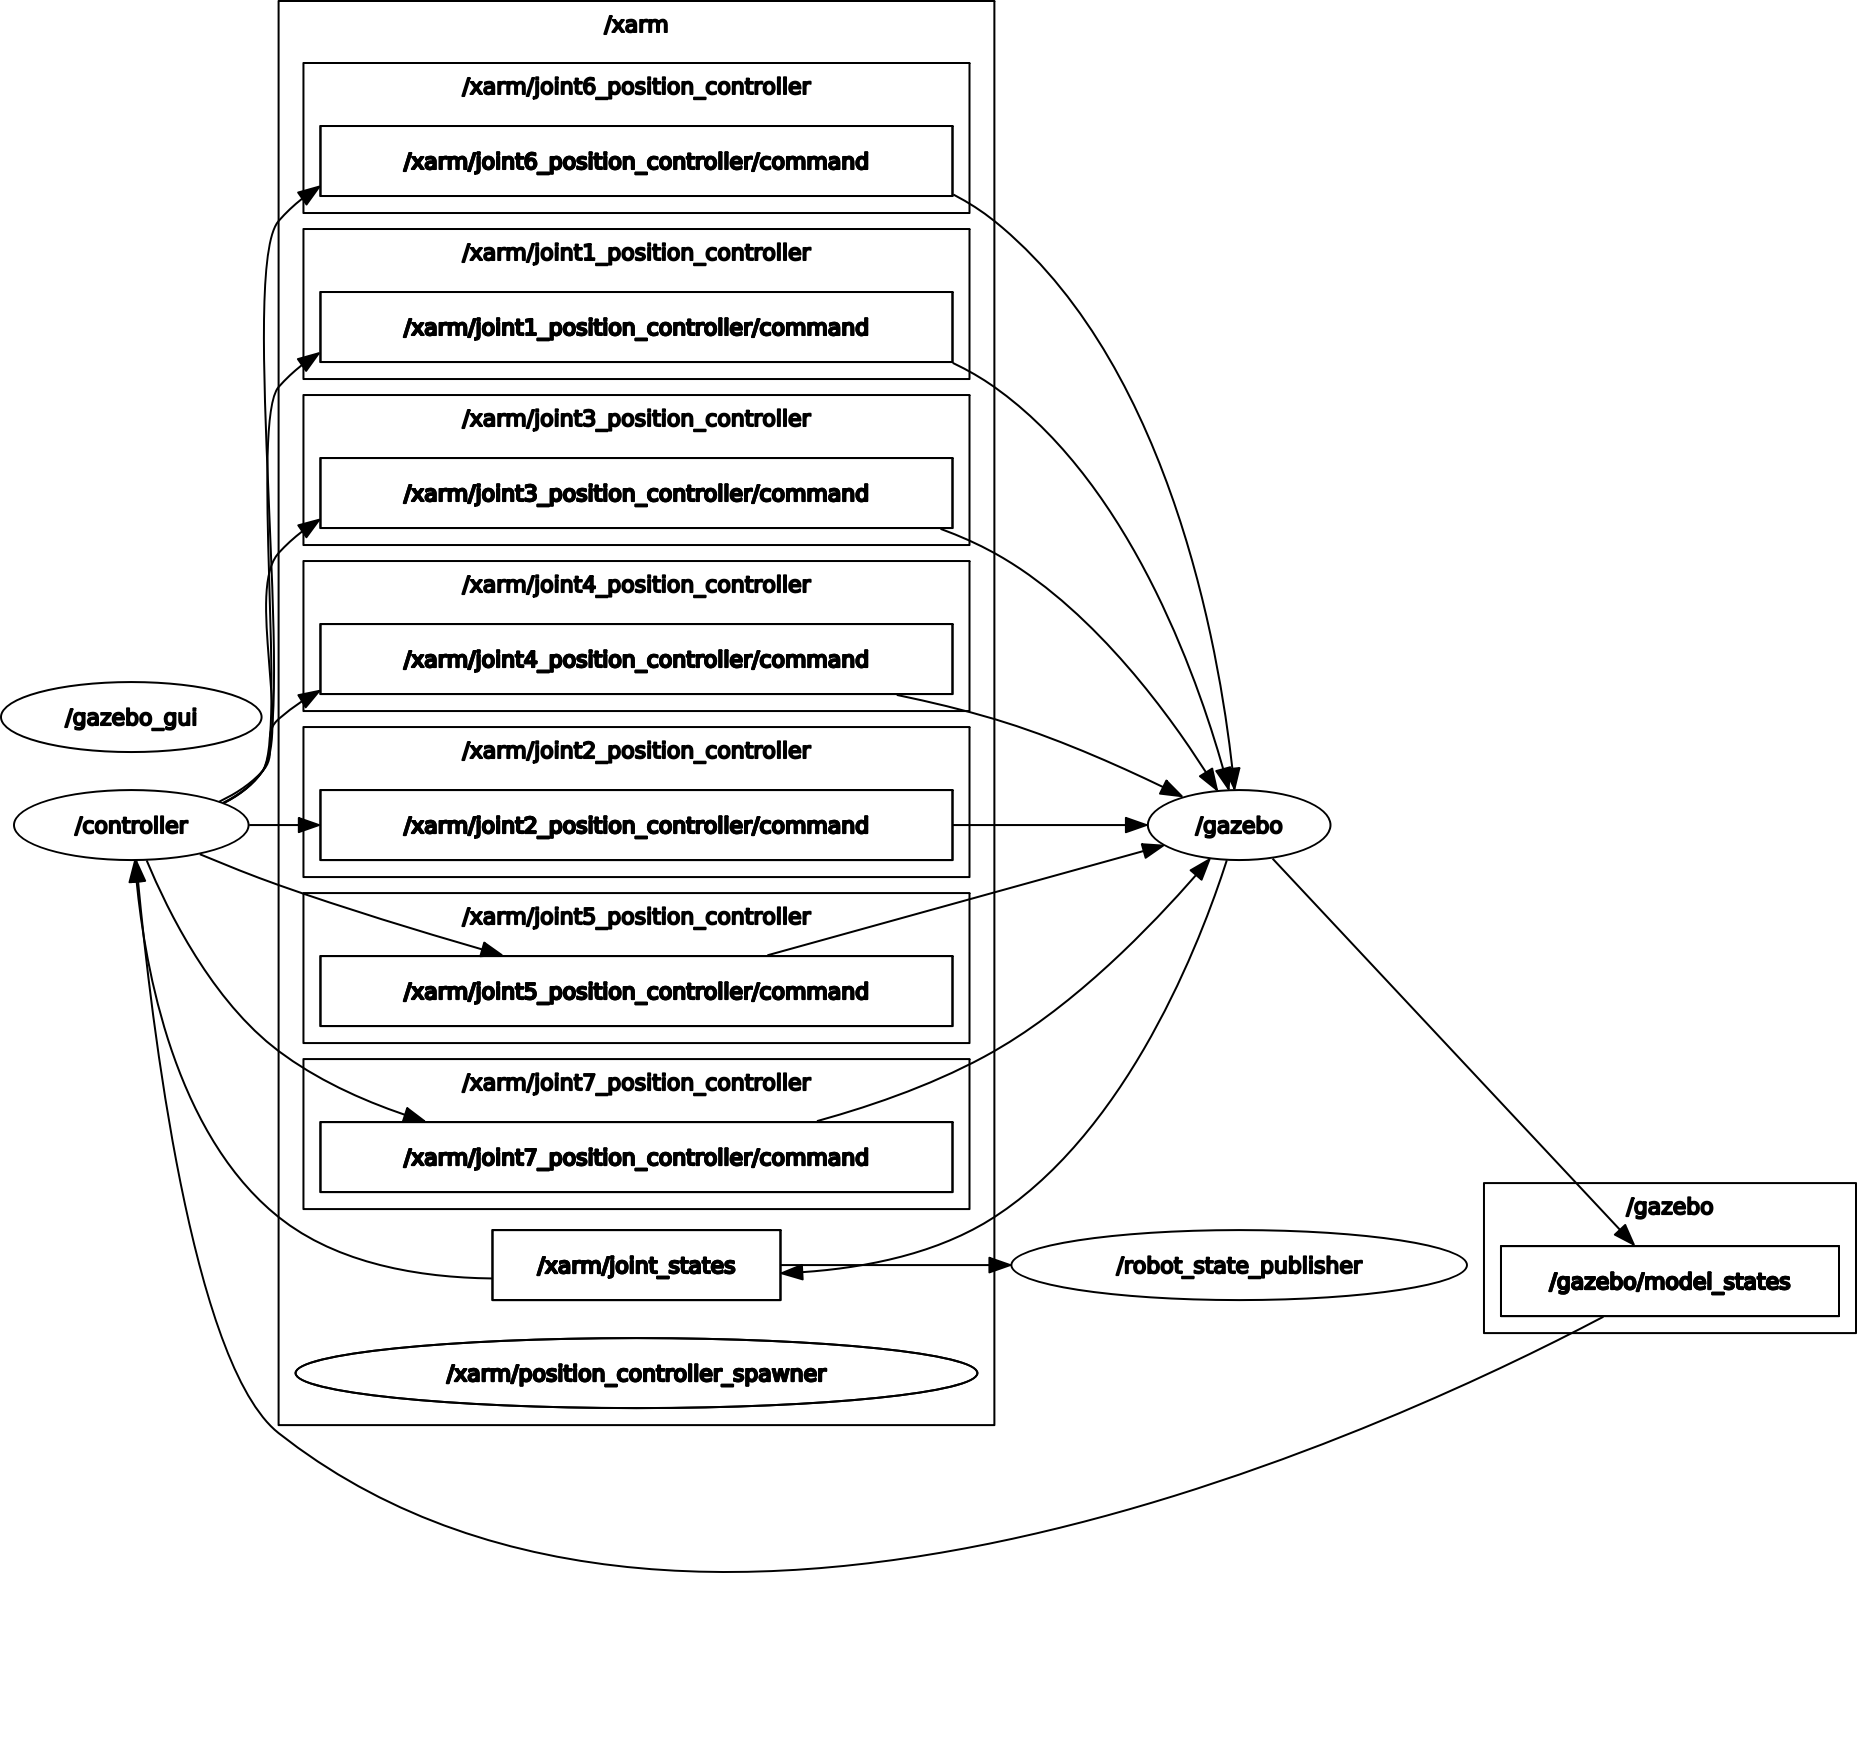 /xarm
/xarm/joint6_position_controller
/xarm/joint6_position_controller/command
/xarm/joint1_position_controller
/xarm/joint1_position_controller/command
/xarm/joint3_position_controller
/xarm/joint3_position_controller/command
/xarm/joint4_position_controller
/xarm/joint4_position_controller/command
/gazebo_gui
/xarm/joint2_position_controller
/controller
/xarm/joint2_position_controller/command
/gazebo
/xarm/joint5_position_controller
/xarm/joint5_position_controller/command
/xarm/joint7_position_controller
/xarm/joint7_position_controller/command
/gazebo
/xarm/joint_states
/robot_state_publisher
/gazebo/model_states
/xarm/position_controller_spawner